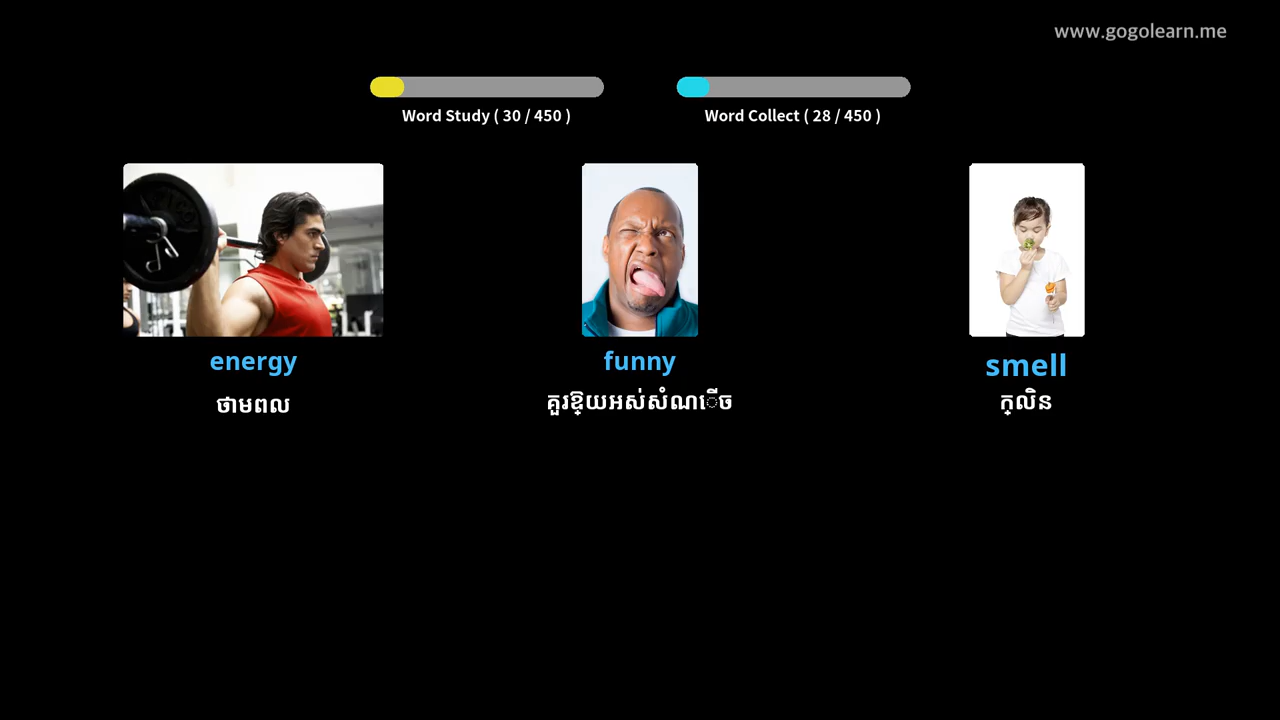 www.gogolearn.me
Word Study ( 30 / 450 )
Word Collect ( 28 / 450 )
energy
funny
smell
ថាមពល
គួរឱ្យអស់សំណើច
ក្លិន